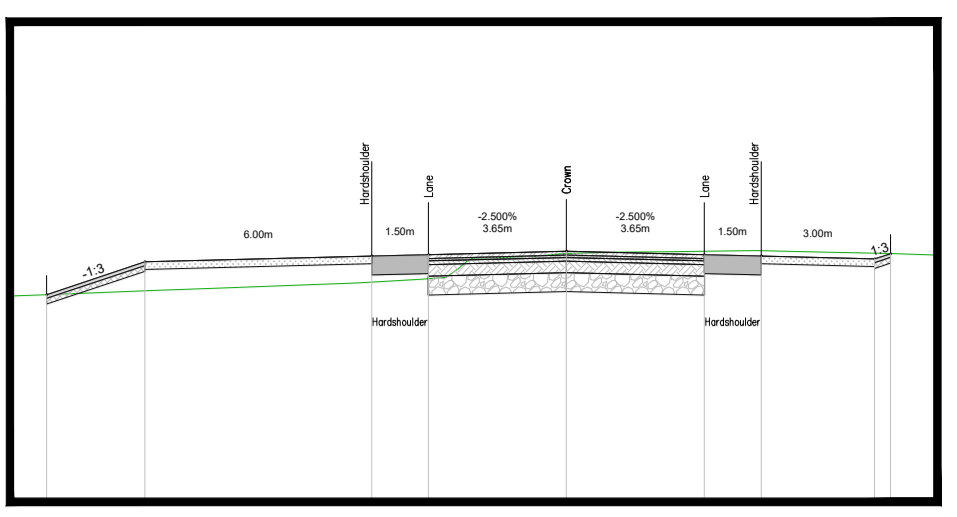 Hardshoulder
Lane
Crown
Lane
Hardshoulder
-1:3
6.00m
1.50m
-2.500%
3.65m
-2.500%
3.65m
1.50m
3.00m
1:3
Hardshoulder
Hardshoulder